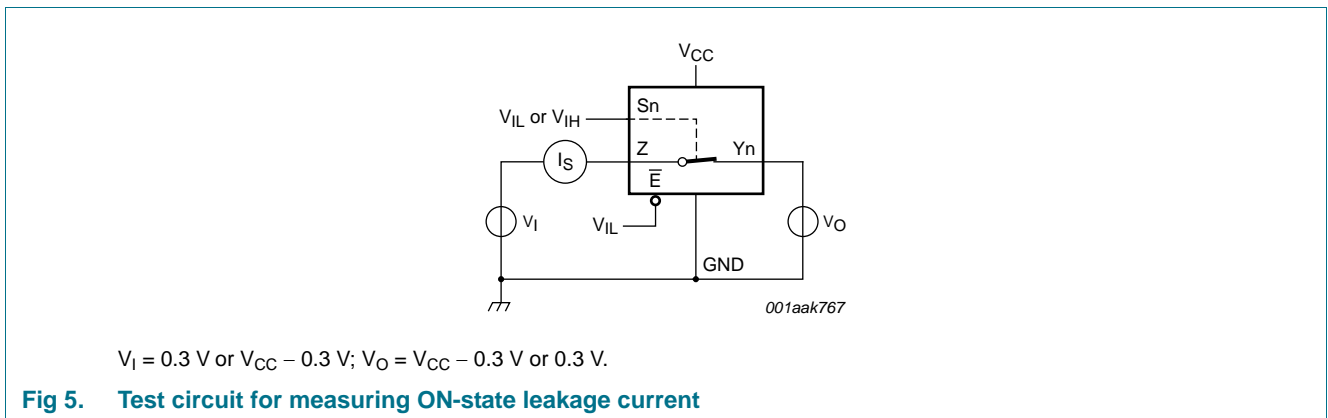 VCC
Sn
VIL or VIH
Z
Yn
IS
E
VI
VIL
VO
GND
001aak767
VI = 0.3 V or VCC − 0.3 V; VO = VCC − 0.3 V or 0.3 V.
Fig 5. Test circuit for measuring ON-state leakage current